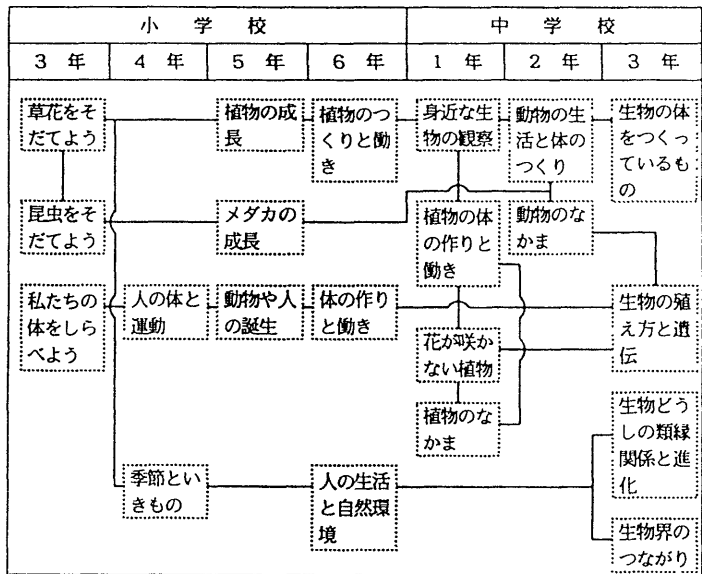 小学校
中学校
3年
4年
5年
6年
1年
2年
3年
草花をそ
だてよう
植物の成
長
植物のつ
くりと働
き
身近な生
物の観察
動物の生
活と体の
つくり
生物の体
をつくっ
ているも
の
昆虫をそ
だてよう
メダカの
成長
植物の体
の作りと
働き
動物のな
かま
私たちの
体をしら
べよう
人の体と
運動
動物や人
の誕生
体の作り
と働き
花が咲か
ない植物
生物の殖
え方と遺
伝
植物のな
かま
生物どう
しの類縁
関係と進
化
季節とい
きもの
人の生活
と自然環
境
生物界の
つながり